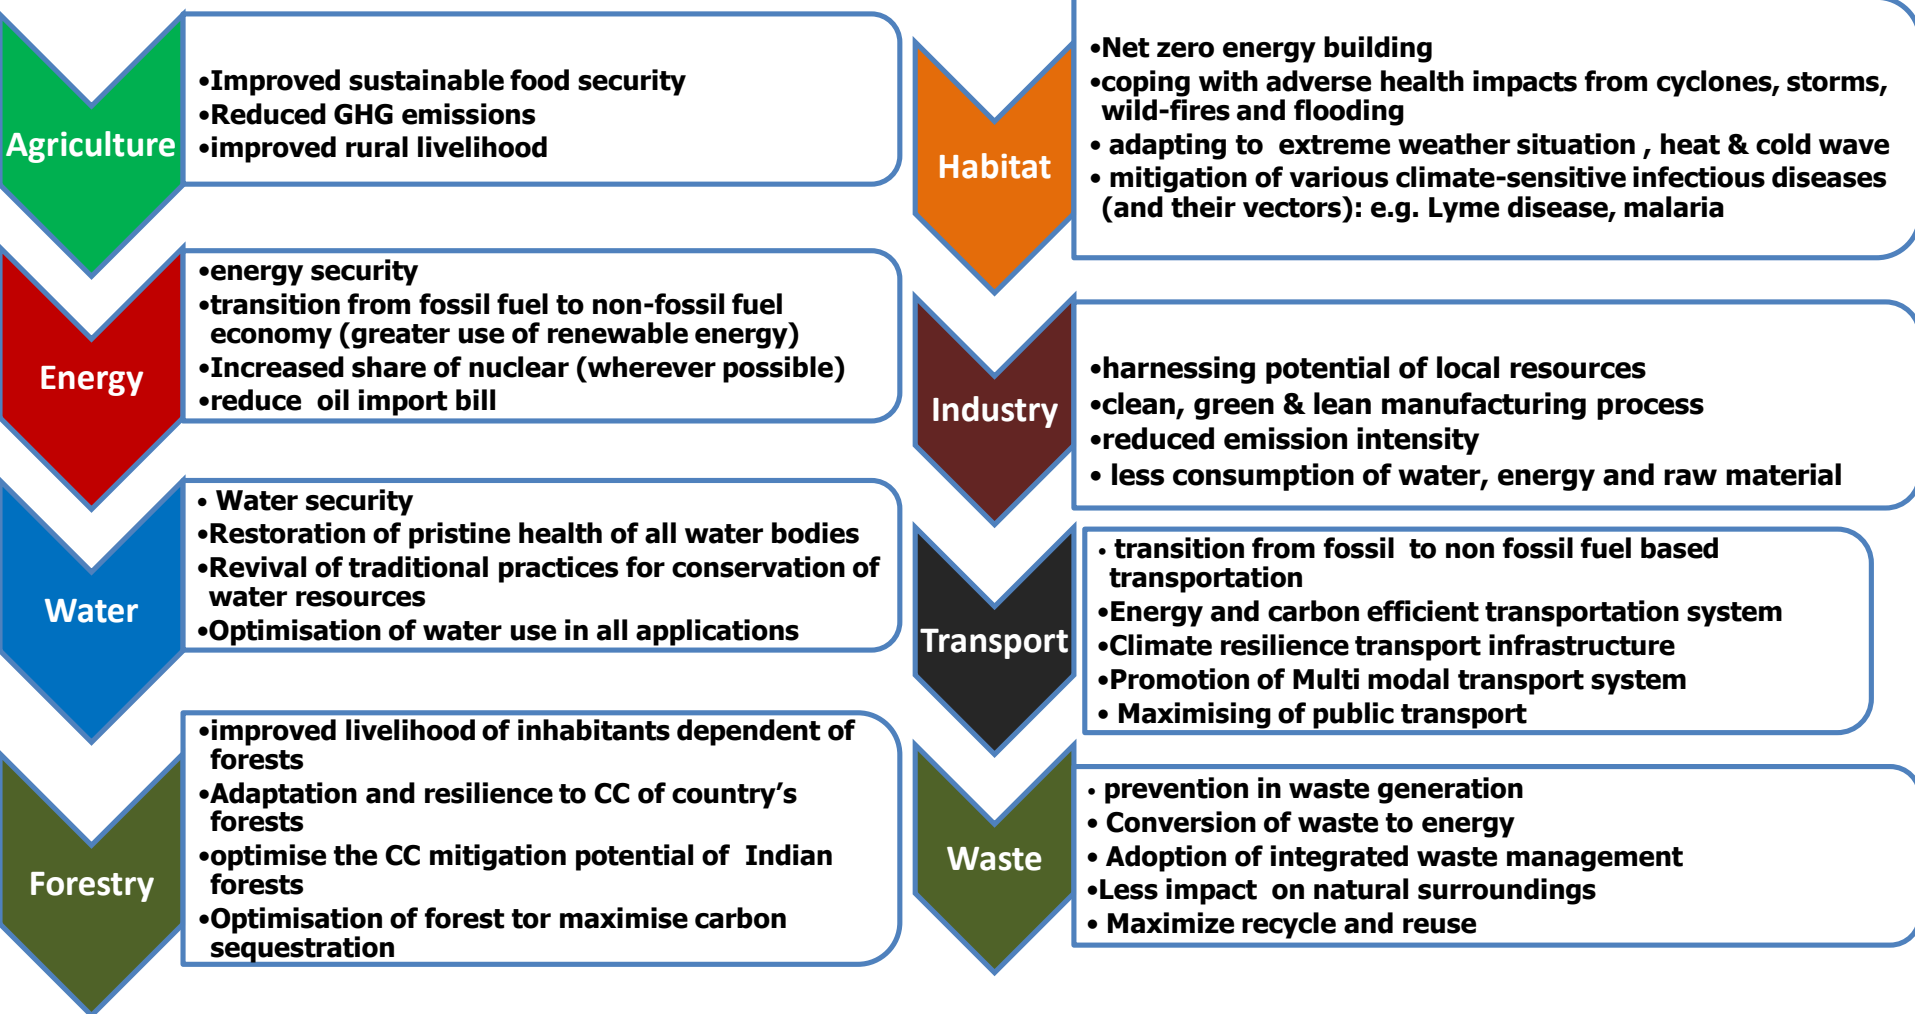 Agriculture
•Improved sustainable food security
•Reduced GHG emissions
•improved rural livelihood
Energy
•energy security
•transition from fossil fuel to non-fossil fuel
economy (greater use of renewable energy)
•Increased share of nuclear (wherever possible)
•reduce oil import bill
Water
• Water security
•Restoration of pristine health of all water bodies
•Revival of traditional practices for conservation of
water resources
•Optimisation of water use in all applications
Forestry
•improved livelihood of inhabitants dependent of
forests
•Adaptation and resilience to CC of country’s
forests
•optimise the CC mitigation potential of Indian
forests
•Optimisation of forest tor maximise carbon
sequestration
Habitat
•Net zero energy building
•coping with adverse health impacts from cyclones, storms,
wild-fires and flooding
• adapting to extreme weather situation , heat & cold wave
• mitigation of various climate-sensitive infectious diseases
(and their vectors): e.g. Lyme disease, malaria
Industry
•harnessing potential of local resources
•clean, green & lean manufacturing process
•reduced emission intensity
• less consumption of water, energy and raw material
Transport
• transition from fossil to non fossil fuel based
transportation
•Energy and carbon efficient transportation system
•Climate resilience transport infrastructure
•Promotion of Multi modal transport system
• Maximising of public transport
Waste
• prevention in waste generation
• Conversion of waste to energy
• Adoption of integrated waste management
•Less impact on natural surroundings
• Maximize recycle and reuse